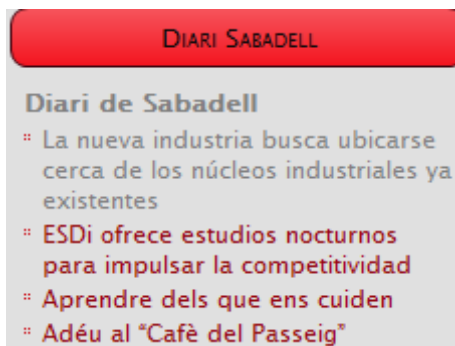 DIARI SABADELL
Diari de Sabadell
La nueva industria busca ubicarse
cerca de los núcleos industriales ya
existentes
ESDi ofrece estudios nocturnos
para impulsar la competitividad
Aprendre dels que ens cuiden
Adéu al “Cafè del Passeig”